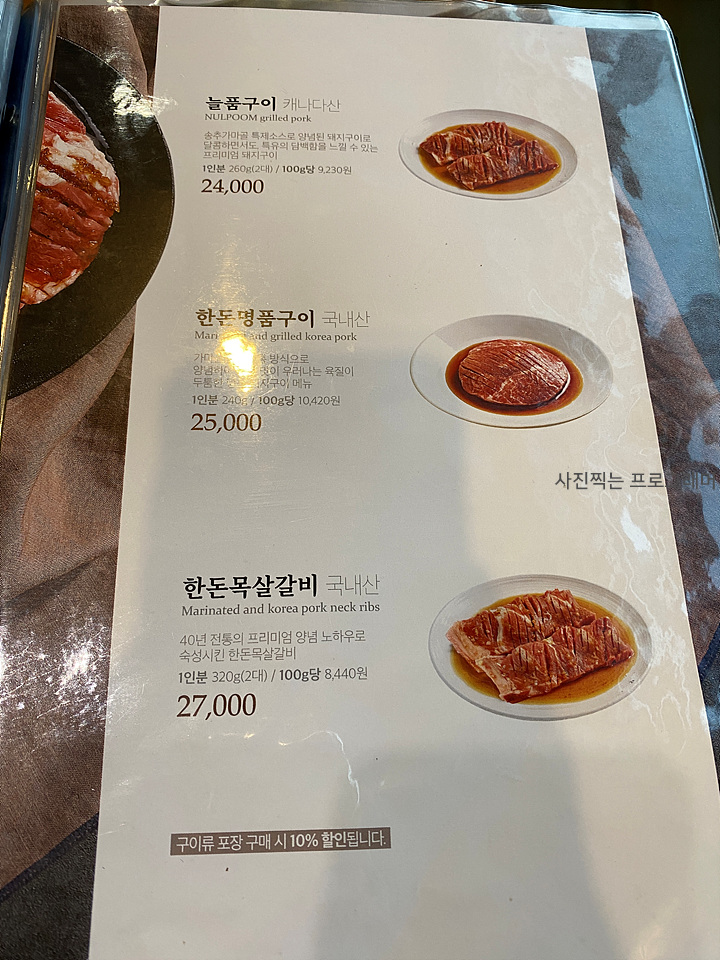 늘품구이 캐나다산
NULPOOM grilled pork
송추가마골 특제소스로 양념된 돼지구이로
달콤하면서도, 특유의 담백함을 느낄 수 있는
프리미엄 돼지구이
1인분 260g(2대) / 100g당 9,230원
24,000
한돈명품구이 국내산
grilled korea pork
방식으로
우러나는 육질이
메뉴
1인분 240g / 100g당 10,420원
25,000
사진찍는 프로
한돈목살갈비 국내산
Marinated and korea pork neck ribs
40년 전통의 프리미엄 양념 노하우로
숙성시킨 한돈목살갈비
1인분 320g(2대) / 100g당 8,440원
27,000
구이류 포장 구매 시 10% 할인됩니다.